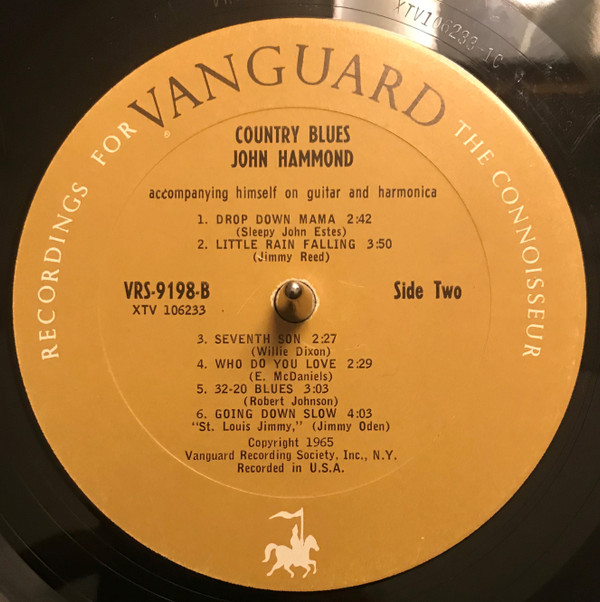 XTV106233-1C
VANGUARD
RECORDINGS FOR THE CONNOISSEUR
COUNTRY BLUES
JOHN HAMMOND
accompanying himself on guitar and harmonica
1. DROP DOWN MAMA 2:42
(Sleepy John Estes)
2. LITTLE RAIN FALLING 3:50
(Jimmy Reed)
VRS-9198-B Side Two
XTV 106233
3. SEVENTH SON 2:27
(Willie Dixon)
4. WHO DO YOU LOVE 2:29
(E. McDaniels)
5. 32-20 BLUES 3:03
(Robert Johnson)
6. GOING DOWN SLOW 4:03
"St. Louis Jimmy," (Jimmy Oden)
Copyright 1965
Vanguard Recording Society, Inc., N.Y.
Recorded in U.S.A.